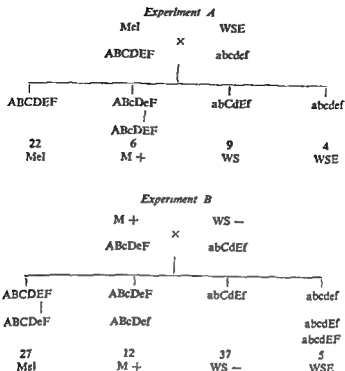 Experiment A
Mel WSE
×
ABCDEF abcdef
ABCDEF ABcDeF abCdEf abcdef
ABcDEF
22 6 9 4
Mel M + WS WSE
Experiment B
M + WS −
×
ABcDeF abCdEf
ABCDEF ABcDeF abCdEf abcdef
ABCDeF ABcDef abcdEf
abcdEF
27 12 37 5
Mel M + WS − WSE